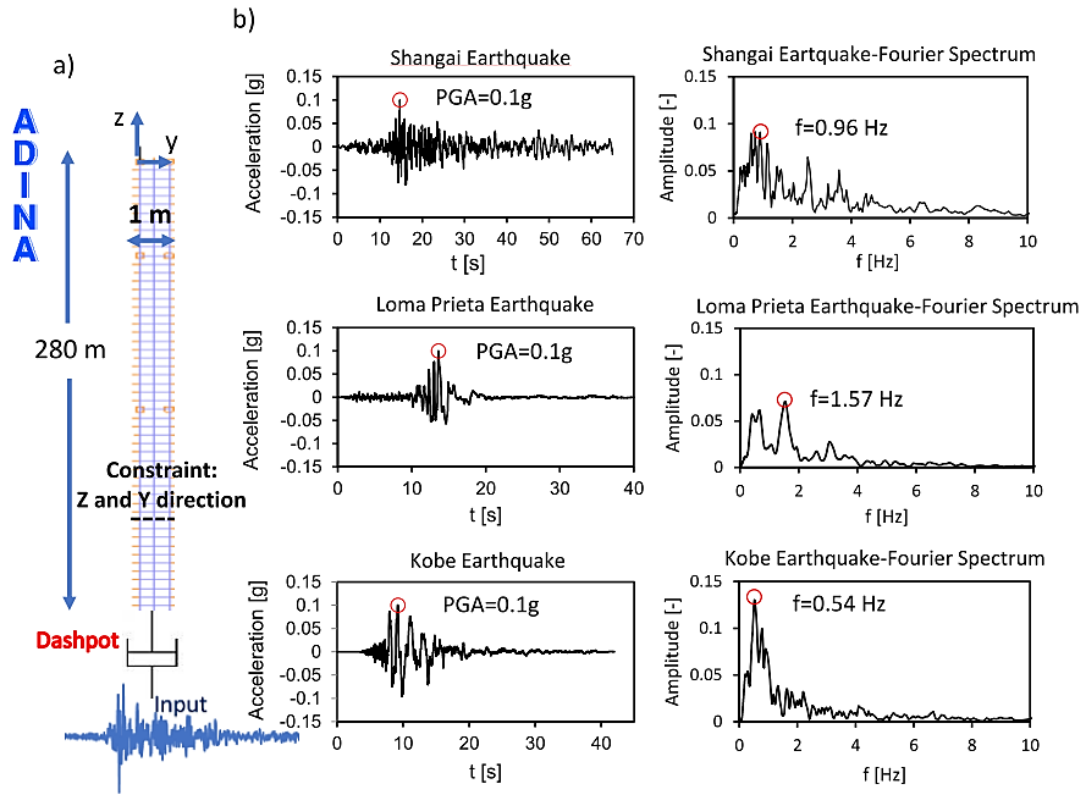 a)
ADINA
z
y
1 m
280 m
Constraint:
Z and Y direction
Dashpot
Input
b)
Shangai Earthquake
Acceleration [g]
0.15
0.1
0.05
0
-0.05
-0.1
-0.15
PGA=0.1g
0 10 20 30 40 50 60 70
t [s]
Shangai Eartquake-Fourier Spectrum
Amplitude [-]
0.15
0.1
0.05
0
f=0.96 Hz
0 2 4 6 8 10
f [Hz]
Loma Prieta Earthquake
Acceleration [g]
0.15
0.1
0.05
0
-0.05
-0.1
-0.15
PGA=0.1g
0 10 20 30 40
t [s]
Loma Prieta Earthquake-Fourier Spectrum
Amplitude [-]
0.15
0.1
0.05
0
f=1.57 Hz
0 2 4 6 8 10
f [Hz]
Kobe Earthquake
Acceleration [g]
0.15
0.1
0.05
0
-0.05
-0.1
-0.15
PGA=0.1g
0 10 20 30 40
t [s]
Kobe Earthquake-Fourier Spectrum
Amplitude [-]
0.15
0.1
0.05
0
f=0.54 Hz
0 2 4 6 8 10
f [Hz]